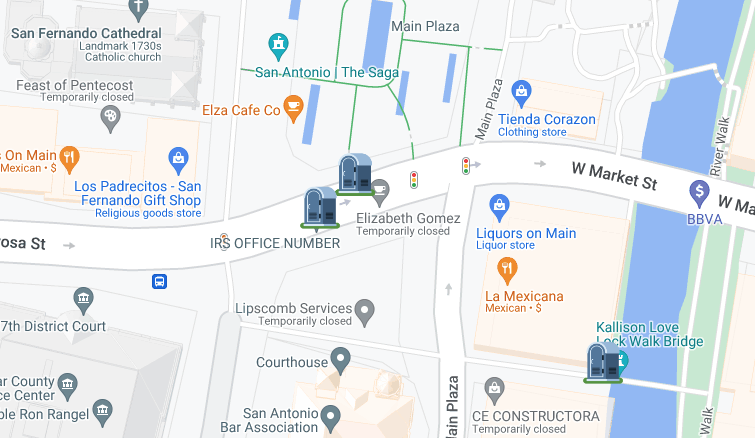 San Fernando Cathedral
Landmark 1730s
Catholic church
Main Plaza
San Antonio | The Saga
Feast of Pentecost
Temporarily closed
Elza Cafe Co
Main Plaza
Tienda Corazon
Clothing store
River Walk
s On Main
Mexican • $
Los Padrecitos - San
Fernando Gift Shop
Religious goods store
W Market St
BBVA
W Ma
Elizabeth Gomez
Temporarily closed
Liquors on Main
Liquor store
osa St
IRS OFFICE NUMBER
La Mexicana
Mexican • $
7th District Court
Lipscomb Services
Temporarily closed
Kallison Love
Lock Walk Bridge
Courthouse
ar County
ce Center
ble Ron Rangel
San Antonio
Bar Association
Main Plaza
CE CONSTRUCTORA
Temporarily closed
Walk